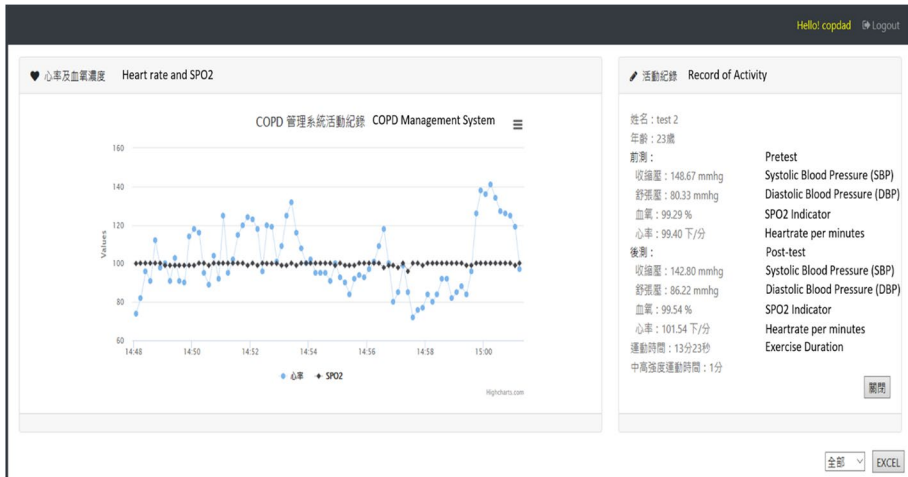 Hello! copdad Logout
心率及血氧濃度 Heart rate and SPO2
COPD 管理系統活動紀錄 COPD Management System
160
140
120
100
80
60
Values
14:48 14:50 14:52 14:54 14:56 14:58 15:00
心率 SPO2
Highcharts.com
活動紀錄 Record of Activity
姓名：test 2
年齡：23歲
前測： Pretest
收縮壓：148.67 mmhg Systolic Blood Pressure (SBP)
舒張壓：80.33 mmhg Diastolic Blood Pressure (DBP)
血氧：99.29 % SPO2 Indicator
心率：99.40 下/分 Heartrate per minutes
後測： Post-test
收縮壓：142.80 mmhg Systolic Blood Pressure (SBP)
舒張壓：86.22 mmhg Diastolic Blood Pressure (DBP)
血氧：99.54 % SPO2 Indicator
心率：101.54 下/分 Heartrate per minutes
運動時間：13分23秒 Exercise Duration
中高強度運動時間：1分
關閉
全部 EXCEL